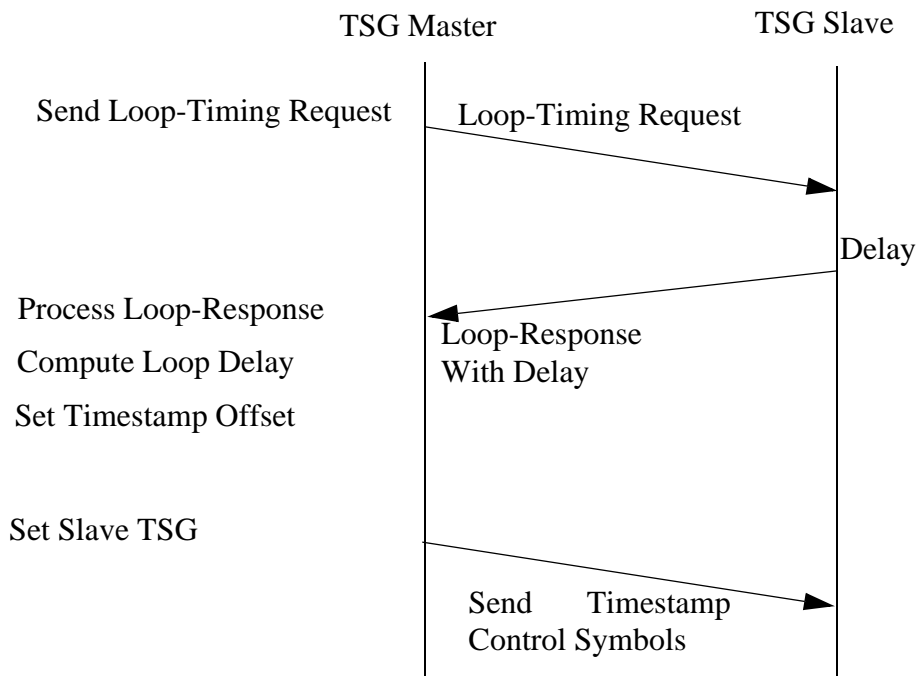 TSG Master
TSG Slave
Send Loop-Timing Request
Loop-Timing Request
Delay
Process Loop-Response
Loop-Response
Compute Loop Delay
With Delay
Set Timestamp Offset
Set Slave TSG
Send Timestamp
Control Symbols